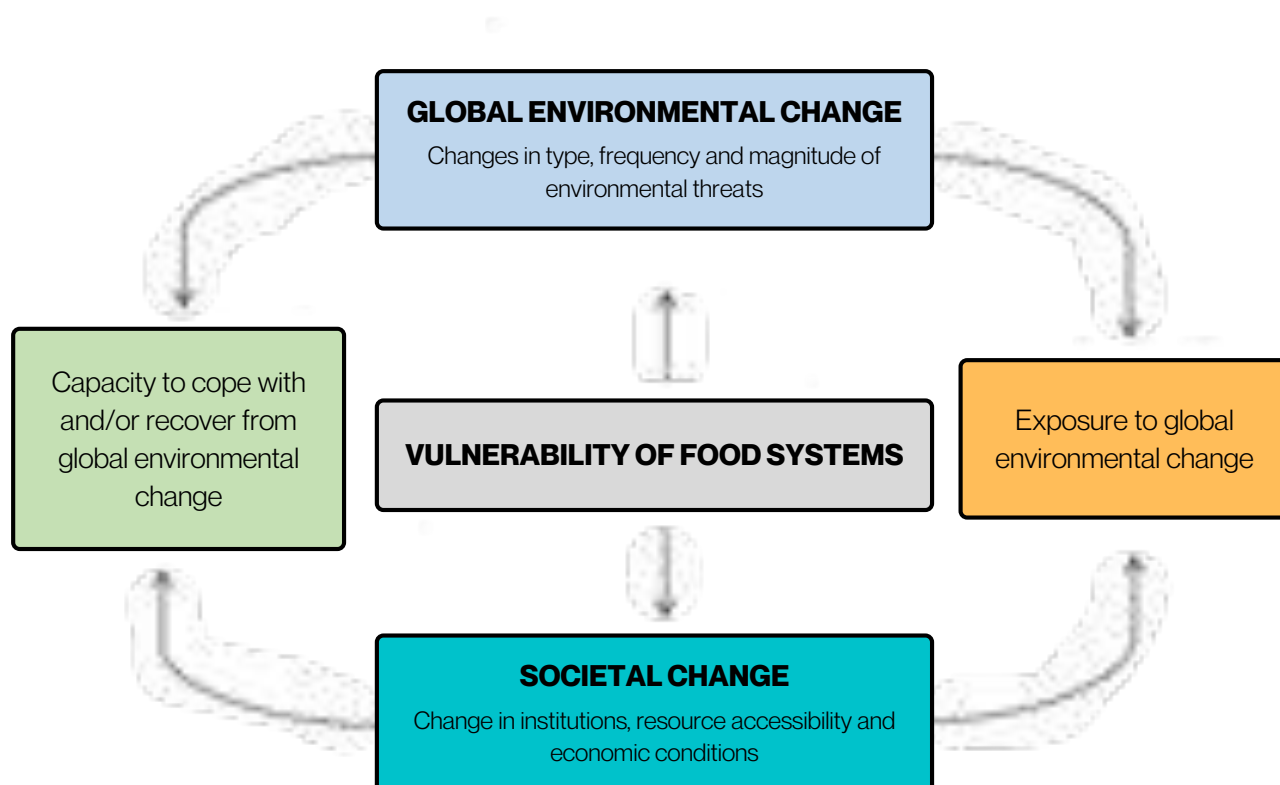 GLOBAL ENVIRONMENTAL CHANGE
Changes in type, frequency and magnitude of
environmental threats
Capacity to cope with
and/or recover from
global environmental
change
VULNERABILITY OF FOOD SYSTEMS
Exposure to global
environmental change
SOCIETAL CHANGE
Change in institutions, resource accessibility and
economic conditions